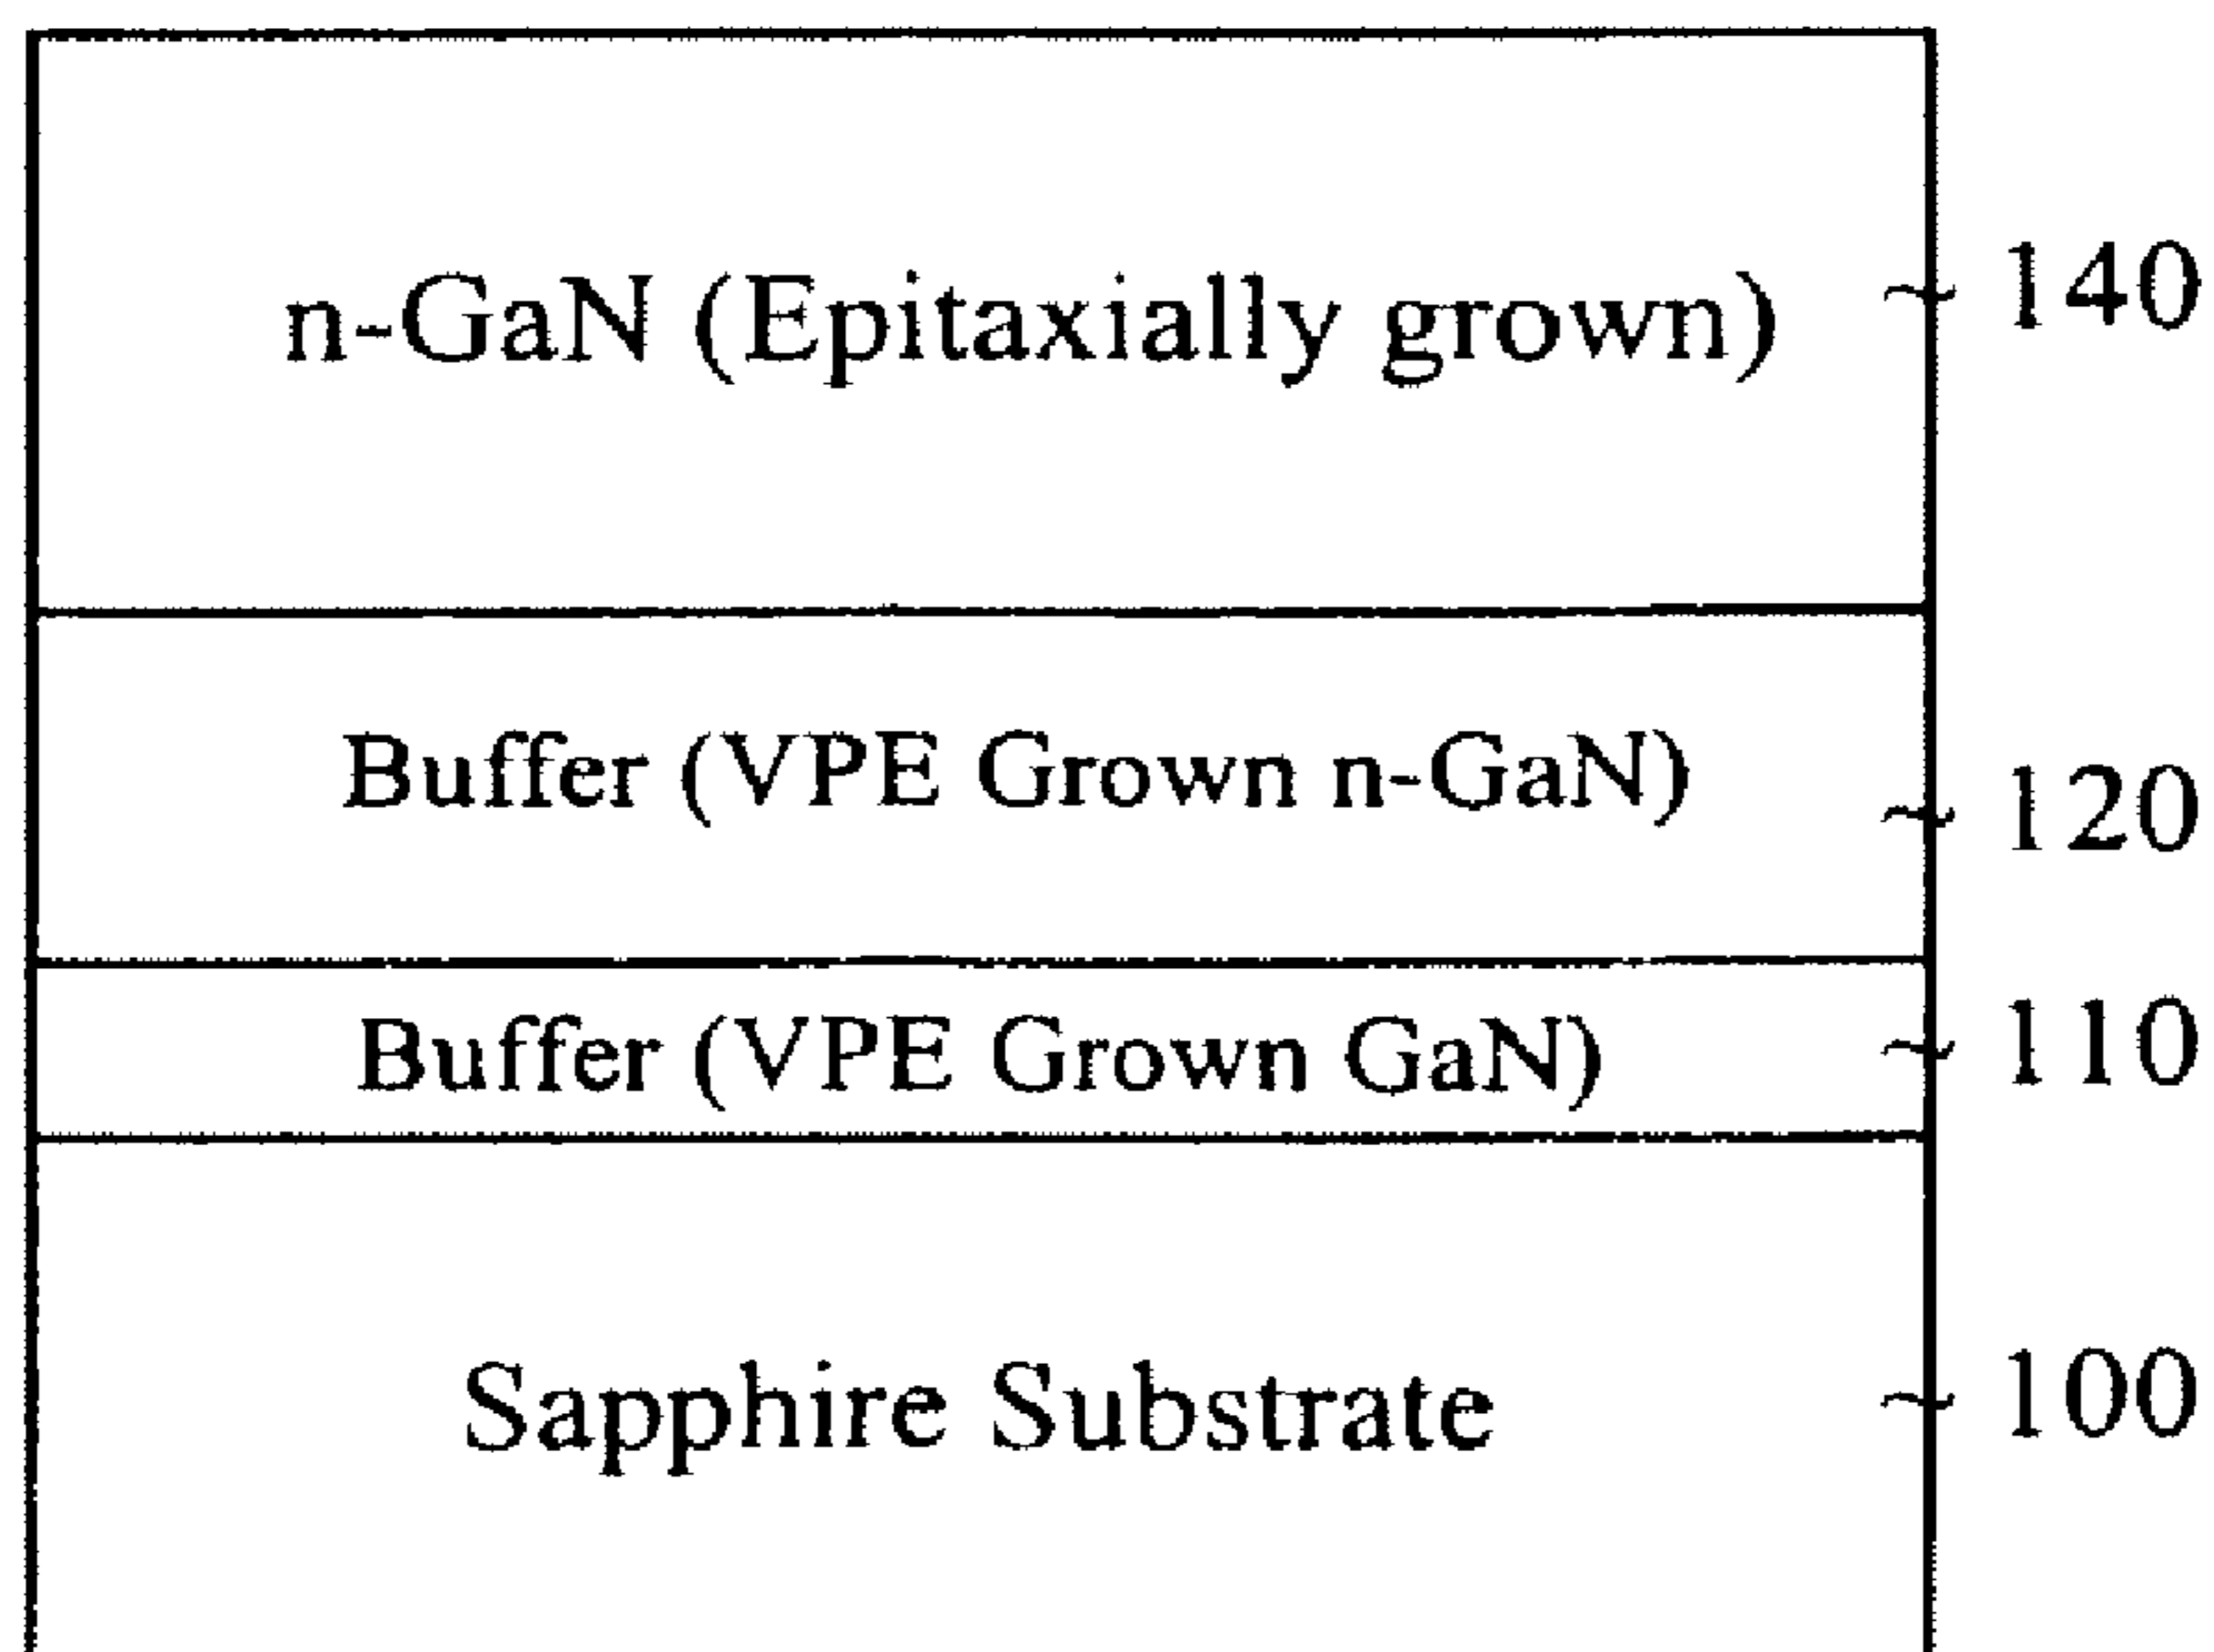 n-GaN (Epitaxially grown) 140
Buffer (VPE Grown n-GaN) 120
Buffer (VPE Grown GaN) 110
Sapphire Substrate 100